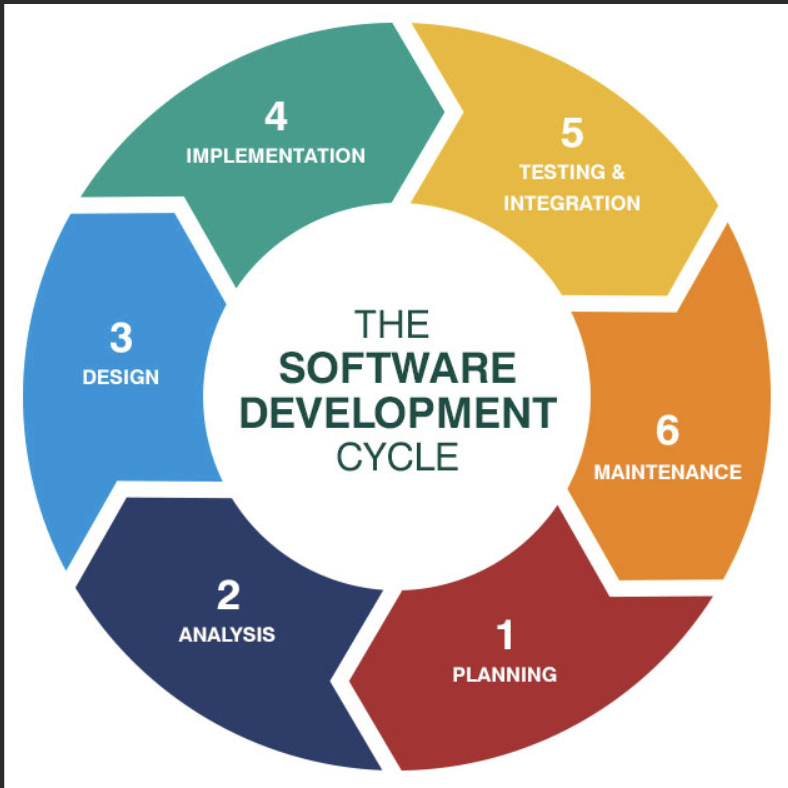 THE
SOFTWARE
DEVELOPMENT
CYCLE
1
PLANNING
2
ANALYSIS
3
DESIGN
4
IMPLEMENTATION
5
TESTING &
INTEGRATION
6
MAINTENANCE